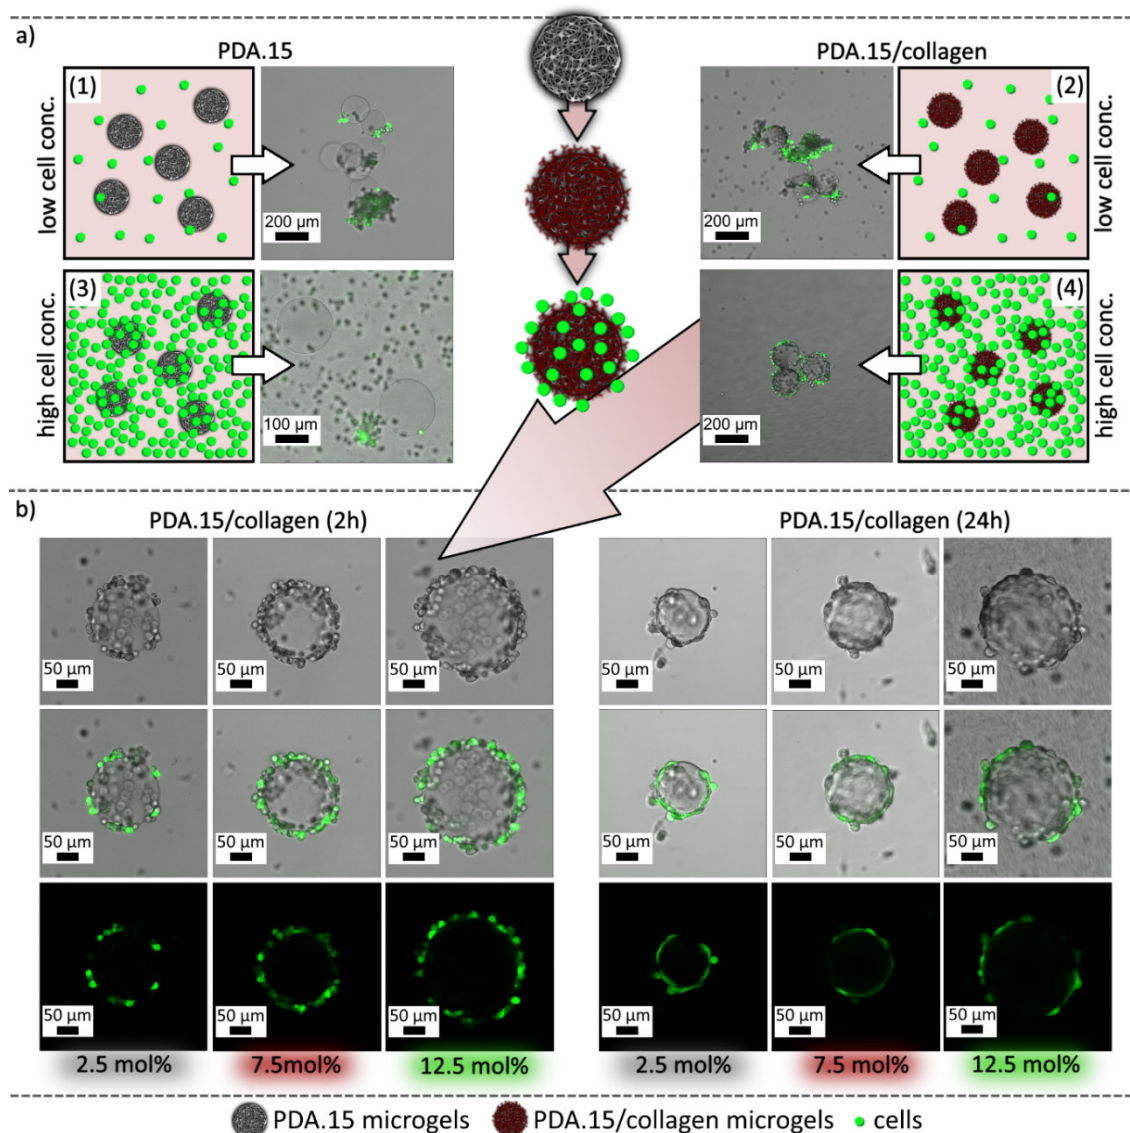 a)
PDA.15
PDA.15/collagen
(1)
low cell conc.
200 µm
(2)
low cell conc.
200 µm
(3)
high cell conc.
100 µm
(4)
high cell conc.
200 µm
b)
PDA.15/collagen (2h)
PDA.15/collagen (24h)
50 µm 50 µm 50 µm 50 µm 50 µm 50 µm
50 µm 50 µm 50 µm 50 µm 50 µm 50 µm
50 µm 50 µm 50 µm 50 µm 50 µm 50 µm
2.5 mol% 7.5mol% 12.5 mol% 2.5 mol% 7.5 mol% 12.5 mol%
PDA.15 microgels PDA.15/collagen microgels cells